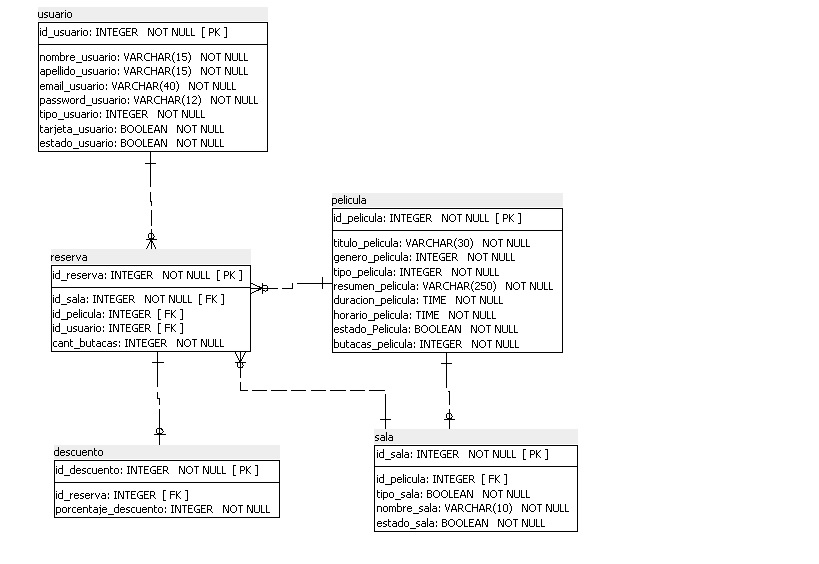 usuario
id_usuario: INTEGER NOT NULL [ PK ]
nombre_usuario: VARCHAR(15) NOT NULL
apellido_usuario: VARCHAR(15) NOT NULL
email_usuario: VARCHAR(40) NOT NULL
password_usuario: VARCHAR(12) NOT NULL
tipo_usuario: INTEGER NOT NULL
tarjeta_usuario: BOOLEAN NOT NULL
estado_usuario: BOOLEAN NOT NULL
pelicula
id_pelicula: INTEGER NOT NULL [ PK ]
titulo_pelicula: VARCHAR(30) NOT NULL
genero_pelicula: INTEGER NOT NULL
tipo_pelicula: INTEGER NOT NULL
resumen_pelicula: VARCHAR(250) NOT NULL
duracion_pelicula: TIME NOT NULL
horario_pelicula: TIME NOT NULL
estado_Pelicula: BOOLEAN NOT NULL
butacas_pelicula: INTEGER NOT NULL
reserva
id_reserva: INTEGER NOT NULL [ PK ]
id_sala: INTEGER NOT NULL [ FK ]
id_pelicula: INTEGER [ FK ]
id_usuario: INTEGER [ FK ]
cant_butacas: INTEGER NOT NULL
descuento
id_descuento: INTEGER NOT NULL [ PK ]
id_reserva: INTEGER [ FK ]
porcentaje_descuento: INTEGER NOT NULL
sala
id_sala: INTEGER NOT NULL [ PK ]
id_pelicula: INTEGER [ FK ]
tipo_sala: BOOLEAN NOT NULL
nombre_sala: VARCHAR(10) NOT NULL
estado_sala: BOOLEAN NOT NULL